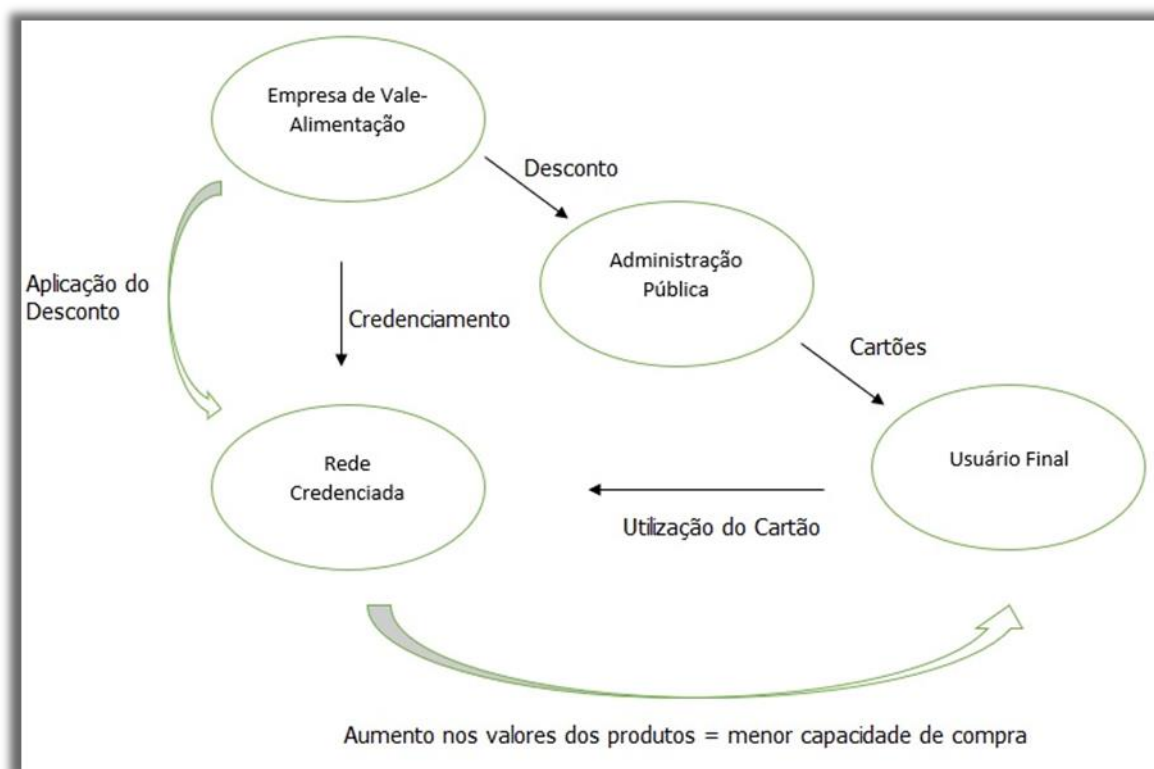 Empresa de Vale-
Alimentação
Desconto
Administração
Pública
Aplicação do
Desconto
Credenciamento
Cartões
Rede
Credenciada
Usuário Final
Utilização do Cartão
Aumento nos valores dos produtos = menor capacidade de compra